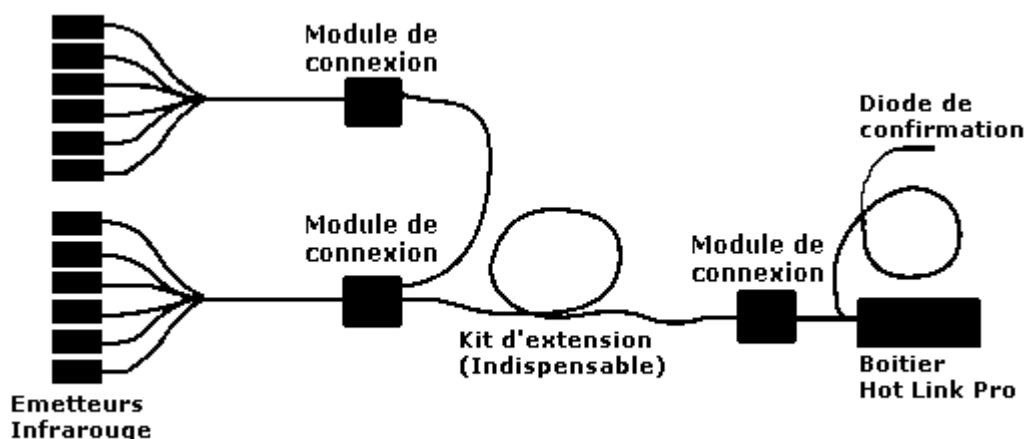 Module de
connexion
Diode de
confirmation
Module de
connexion
Module de
connexion
Kit d'extension
(Indispensable)
Boitier
Hot Link Pro
Emetteurs
Infrarouge